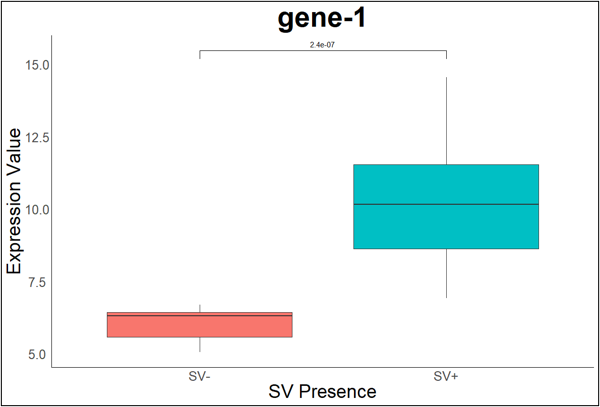 gene-1
2.4e-07
15.0
12.5
10.0
7.5
5.0
Expression Value
SV-
SV+
SV Presence